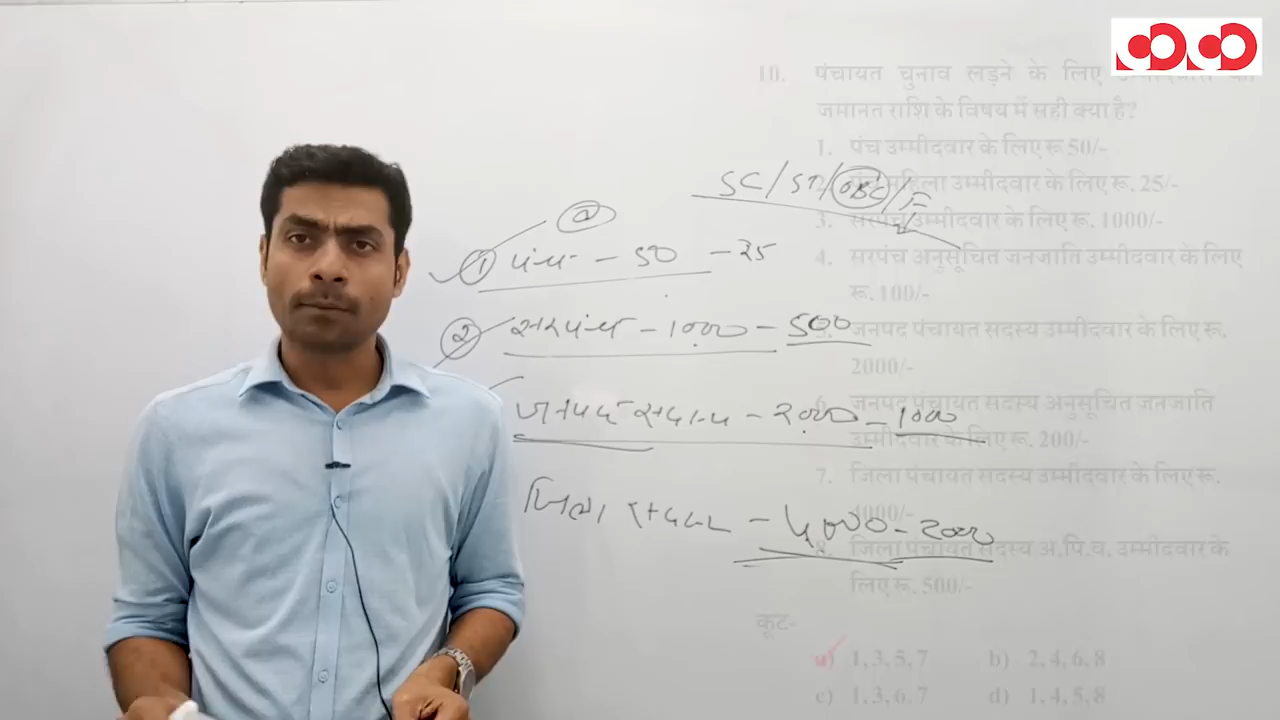 10. पंचायत चुनाव लड़ने के लिए
जमानत राशि के विषय में सही क्या है?
1. पंच उम्मीदवार के लिए रू 50/-
SC / ST / OBC / F
महिला उम्मीदवार के लिए रू. 25/-
3. सरपंच उम्मीदवार के लिए रू. 1000/-
① पंच - 50 - 25
4. सरपंच अनुसूचित जनजाति उम्मीदवार के लिए
रू. 100/-
② सरपंच - 1000 - 500
जनपद पंचायत सदस्य उम्मीदवार के लिए रू.
2000/-
जनपद सदस्य - 2000 - 1000
जनपद पंचायत सदस्य अनुसूचित जनजाति
उम्मीदवार के लिए रू. 200/-
7. जिला पंचायत सदस्य उम्मीदवार के लिए रू.
4000/-
जिला सदस्य - 4000 - 2000
जिला पंचायत सदस्य अ.पि.व. उम्मीदवार के
लिए रू. 500/-
कूट-
a) 1, 3, 5, 7 b) 2, 4, 6, 8
c) 1, 3, 6, 7 d) 1, 4, 5, 8